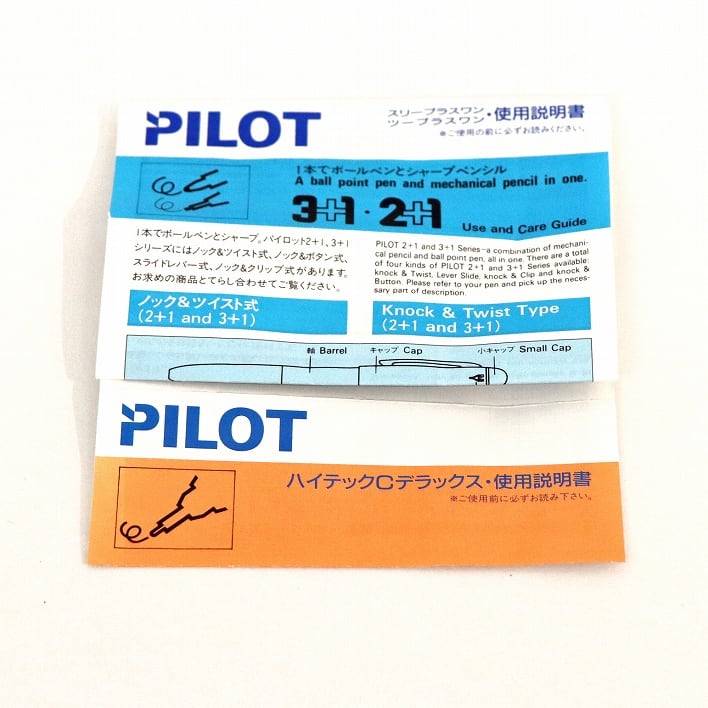 PILOT
スリープラスワン
ツープラスワン・使用説明書
※ご使用の前に必ずお読みください。
1本でボールペンとシャープペンシル
A ball point pen and mechanical pencil in one.
3+1・2+1
Use and Care Guide
1本でボールペンとシャープ。パイロット2+1、3+1
シリーズにはノック&ツイスト式、ノック&ボタン式、
スライドレバー式、ノック&クリップ式があります。
お求めの商品とてらし合わせてご覧ください。
PILOT 2+1 and 3+1 Series-a combination of mechani-
cal pencil and ball point pen, all in one. There are a total
of four kinds of PILOT 2+1 and 3+1 Series available:
knock & Twist, Lever Slide, knock & Clip and knock &
Button. Please refer to your pen and pick up the neces-
sary part of description.
ノック&ツイスト式
(2+1 and 3+1)
Knock & Twist Type
(2+1 and 3+1)
軸 Barrel
キャップ Cap
小キャップ Small Cap
PILOT
ハイテックCデラックス・使用説明書
※ご使用前に必ずお読み下さい。